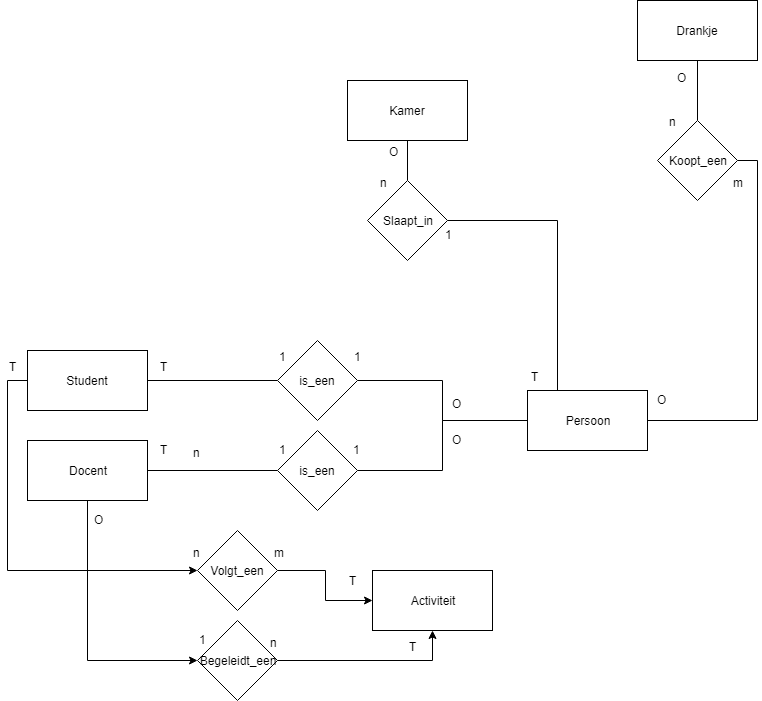 Drankje
O
n
Koopt_een
m
Kamer
O
n
Slaapt_in
1
T
T
Student
T
1
is_een
1
O
Persoon
O
O
Docent
T
n
1
is_een
1
O
n
Volgt_een
m
T
Activiteit
1
Begeleidt_een
n
T